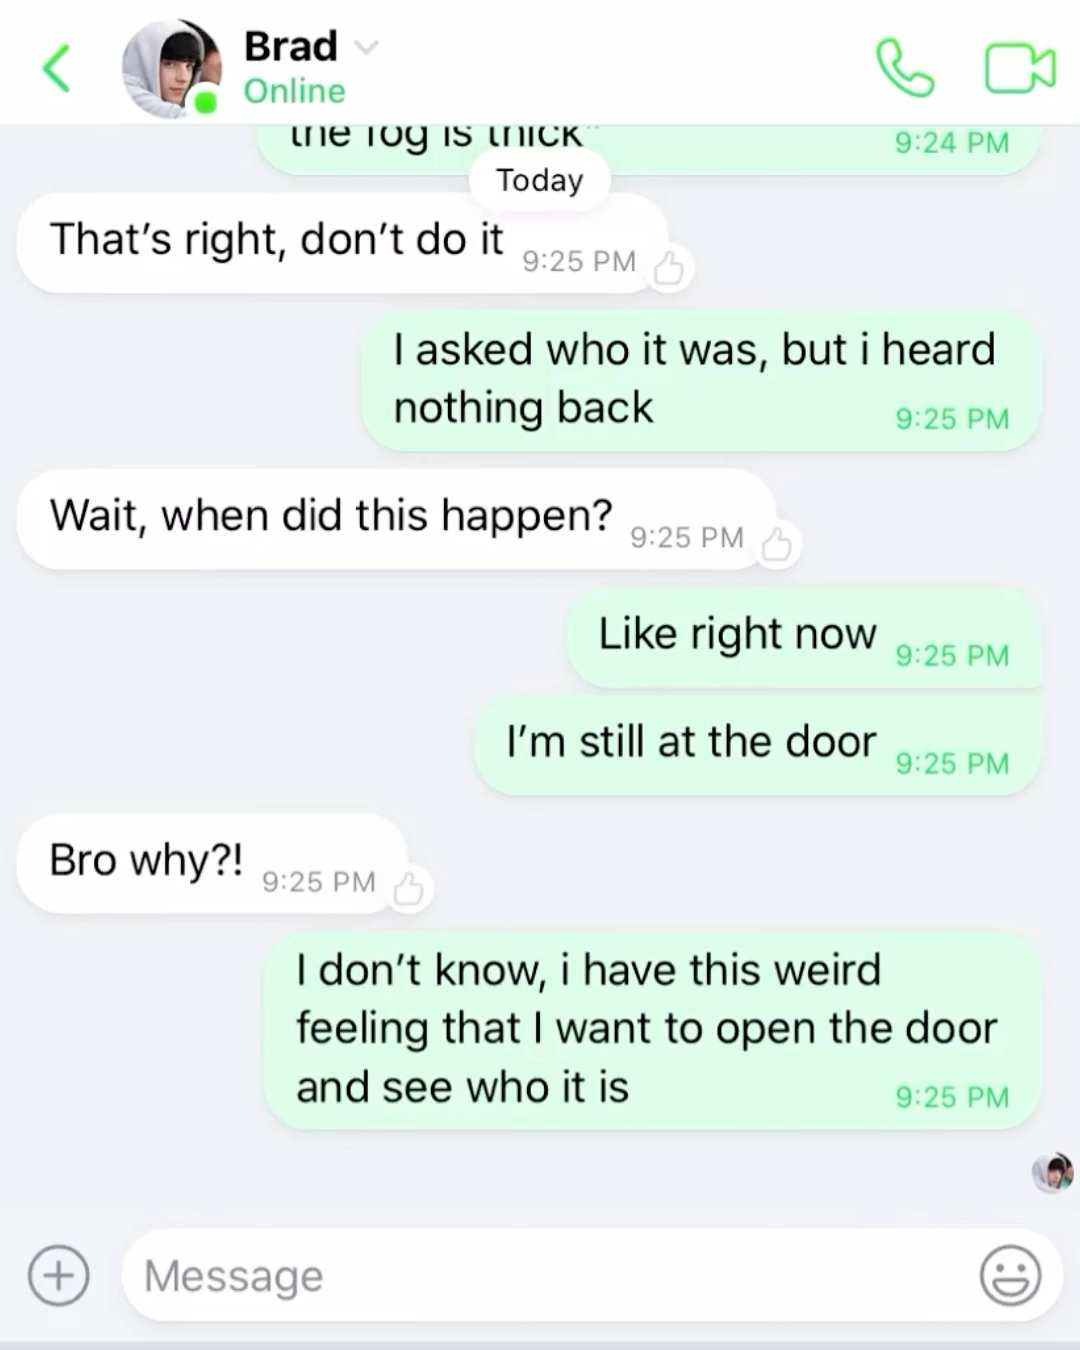 Brad
Online
the fog is thick"
9:24 PM
Today
That's right, don't do it
9:25 PM
I asked who it was, but i heard
nothing back
9:25 PM
Wait, when did this happen?
9:25 PM
Like right now
9:25 PM
I'm still at the door
9:25 PM
Bro why?!
9:25 PM
I don't know, i have this weird
feeling that I want to open the door
and see who it is
9:25 PM
Message